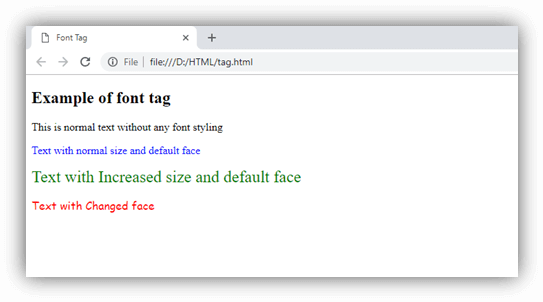 Font Tag
File file:///D:/HTML/tag.html
Example of font tag
This is normal text without any font styling
Text with normal size and default face
Text with Increased size and default face
Text with Changed face